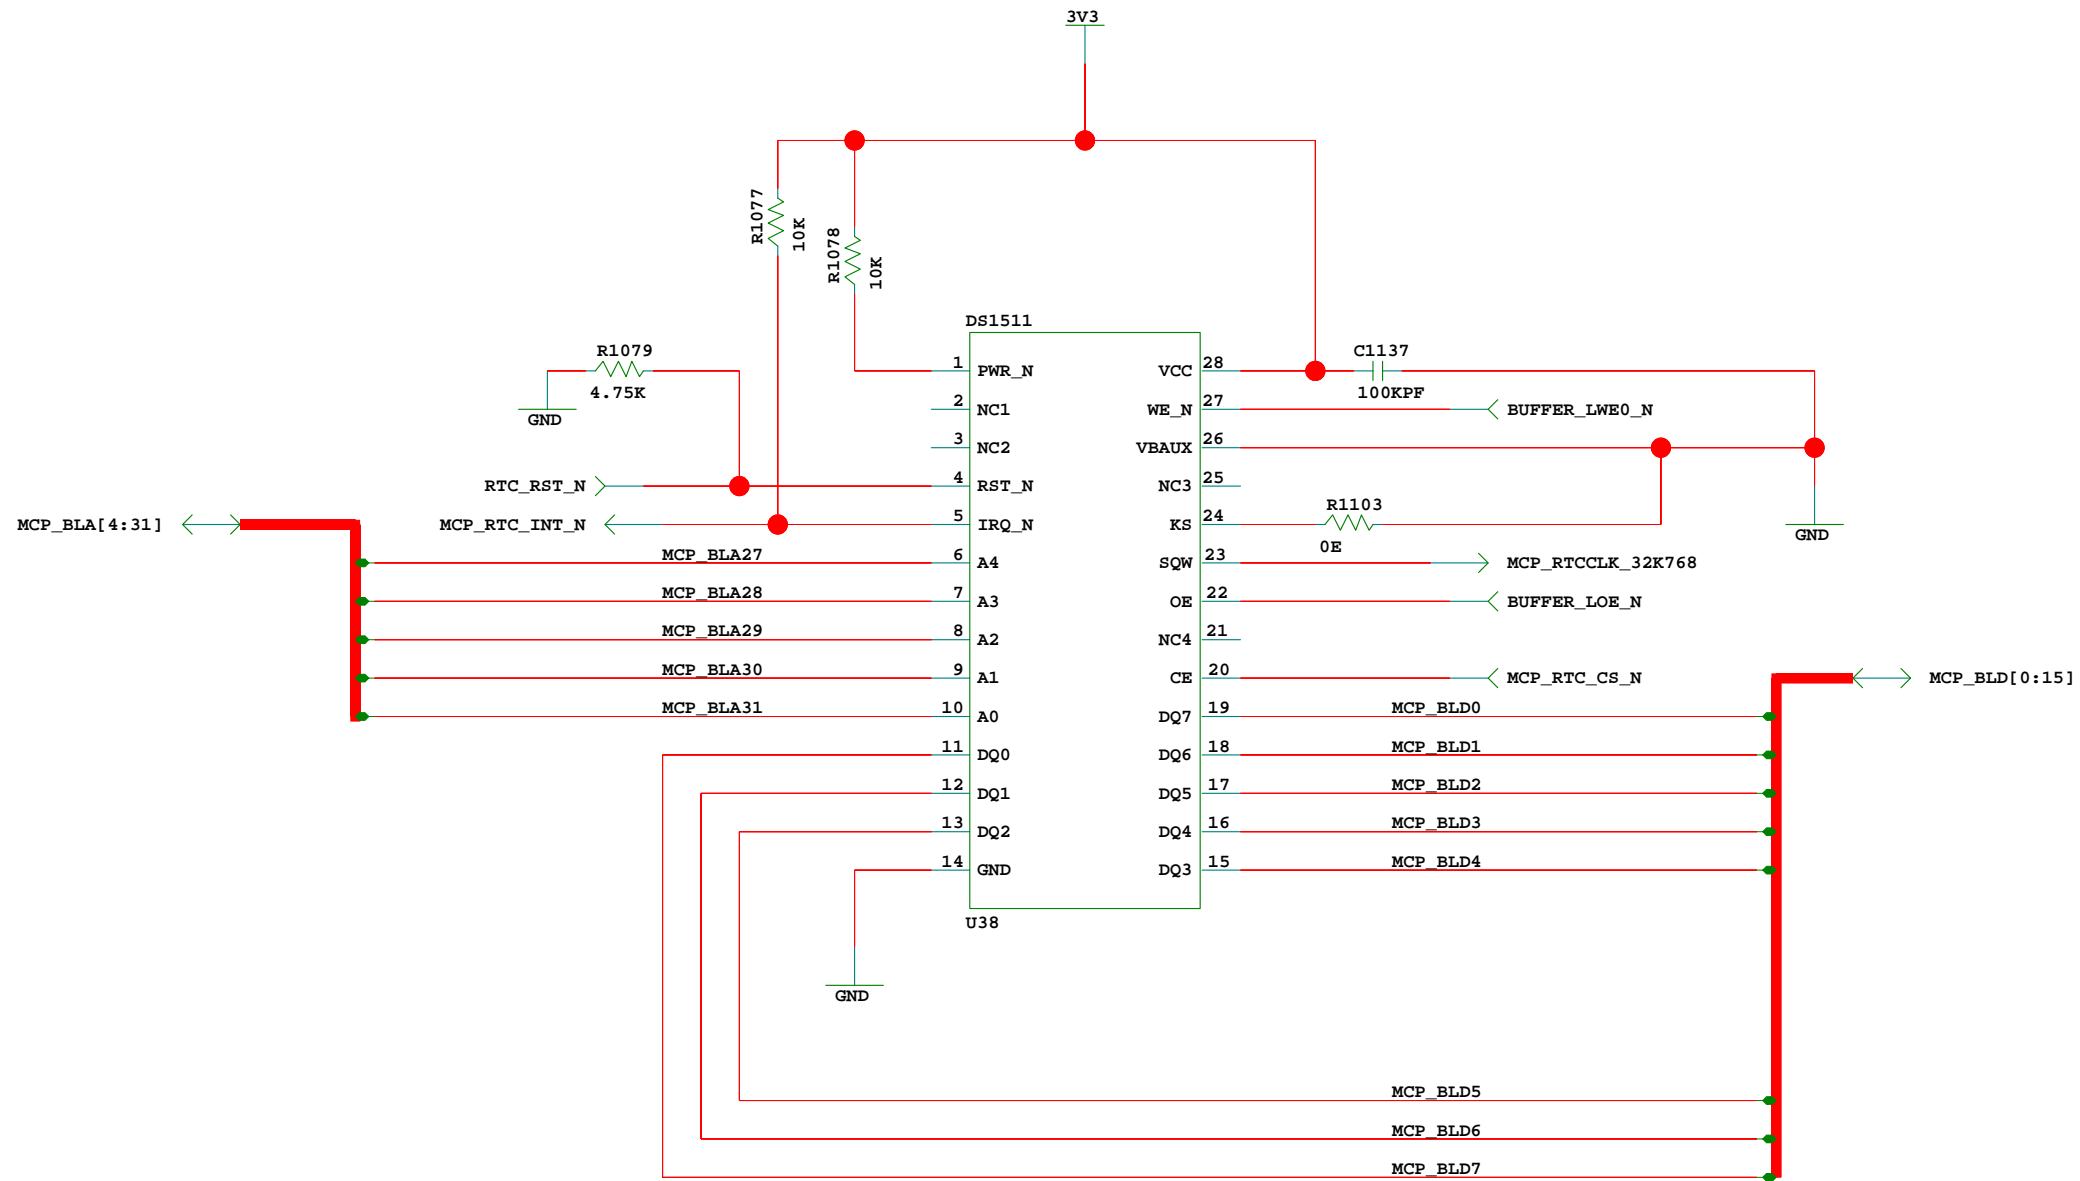 3V3
R1077
10K
R1078
10K
DS1511
R1079
4.75K
GND
1 PWR_N
2 NC1
3 NC2
RTC_RST_N 4 RST_N
MCP_BLA[4:31]
MCP_RTC_INT_N 5 IRQ_N
MCP_BLA27 6 A4
MCP_BLA28 7 A3
MCP_BLA29 8 A2
MCP_BLA30 9 A1
MCP_BLA31 10 A0
11 DQ0
12 DQ1
13 DQ2
14 GND
GND
U38
VCC 28
C1137
100KPF
WE_N 27 BUFFER_LWE0_N
VBAUX 26
NC3 25
KS 24
R1103
0E
GND
SQW 23 MCP_RTCCLK_32K768
OE 22 BUFFER_LOE_N
NC4 21
CE 20 MCP_RTC_CS_N
MCP_BLD[0:15]
DQ7 19 MCP_BLD0
DQ6 18 MCP_BLD1
DQ5 17 MCP_BLD2
DQ4 16 MCP_BLD3
DQ3 15 MCP_BLD4
MCP_BLD5
MCP_BLD6
MCP_BLD7